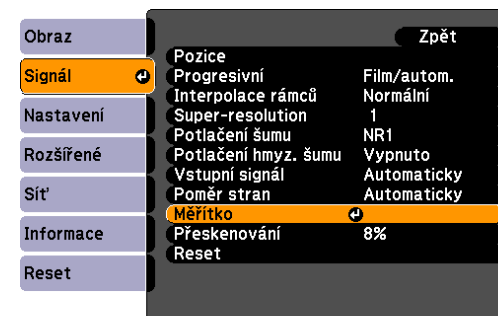 Obraz
Signál
Nastavení
Rozšířené
Síť
Informace
Reset
Zpět
Pozice
Progresivní Film/autom.
Interpolace rámců Normální
Super-resolution 1
Potlačení šumu NR1
Potlačení hmyz. šumu Vypnuto
Vstupní signál Automaticky
Poměr stran Automaticky
Měřítko
Přeskenování 8%
Reset